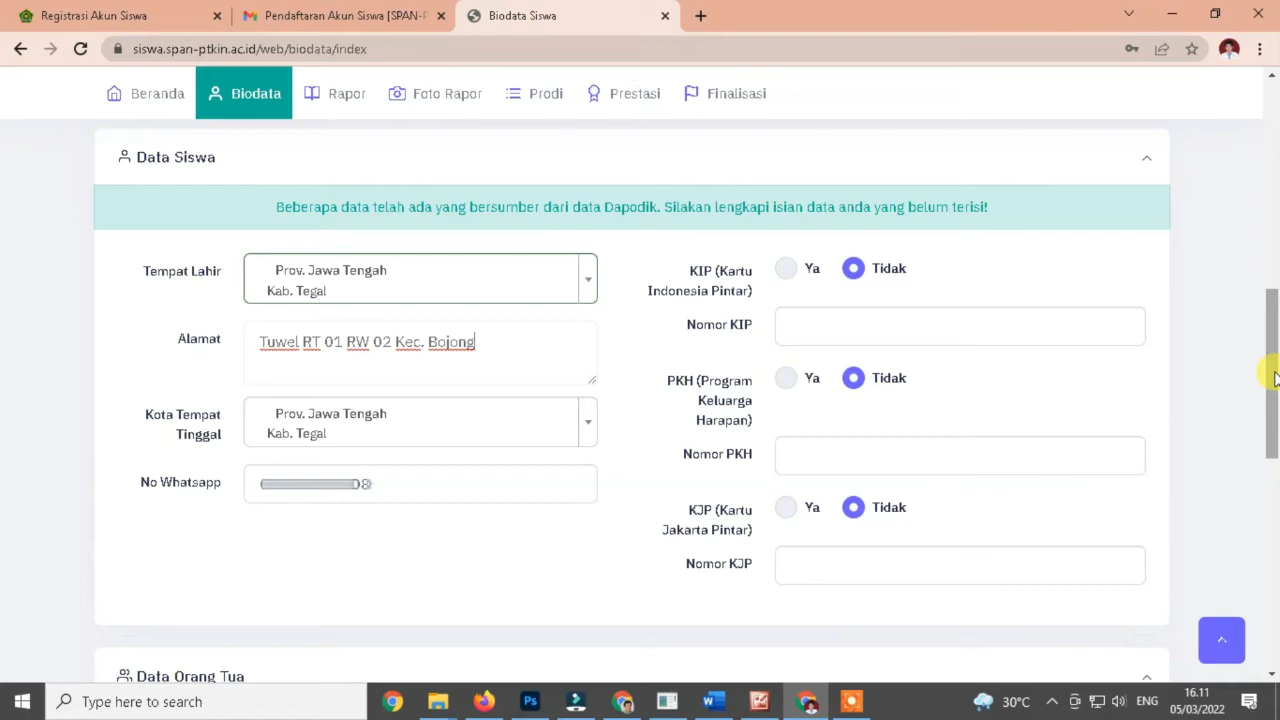 Registrasi Akun Siswa
Pendaftaran Akun Siswa [SPAN-P
Biodata Siswa
siswa.span-ptkin.ac.id/web/biodata/index
Beranda
Biodata
Rapor
Foto Rapor
Prodi
Prestasi
Finalisasi
Data Siswa
Beberapa data telah ada yang bersumber dari data Dapodik. Silakan lengkapi isian data anda yang belum terisi!
Tempat Lahir
Prov. Jawa Tengah
Kab. Tegal
Alamat
Tuwel RT 01 RW 02 Kec. Bojong
Kota Tempat
Tinggal
Prov. Jawa Tengah
Kab. Tegal
No Whatsapp
KIP (Kartu
Indonesia Pintar)
Ya
Tidak
Nomor KIP
PKH (Program
Keluarga
Harapan)
Ya
Tidak
Nomor PKH
KJP (Kartu
Jakarta Pintar)
Ya
Tidak
Nomor KJP
Data Orang Tua
Type here to search
30°C
ENG
16.11
05/03/2022